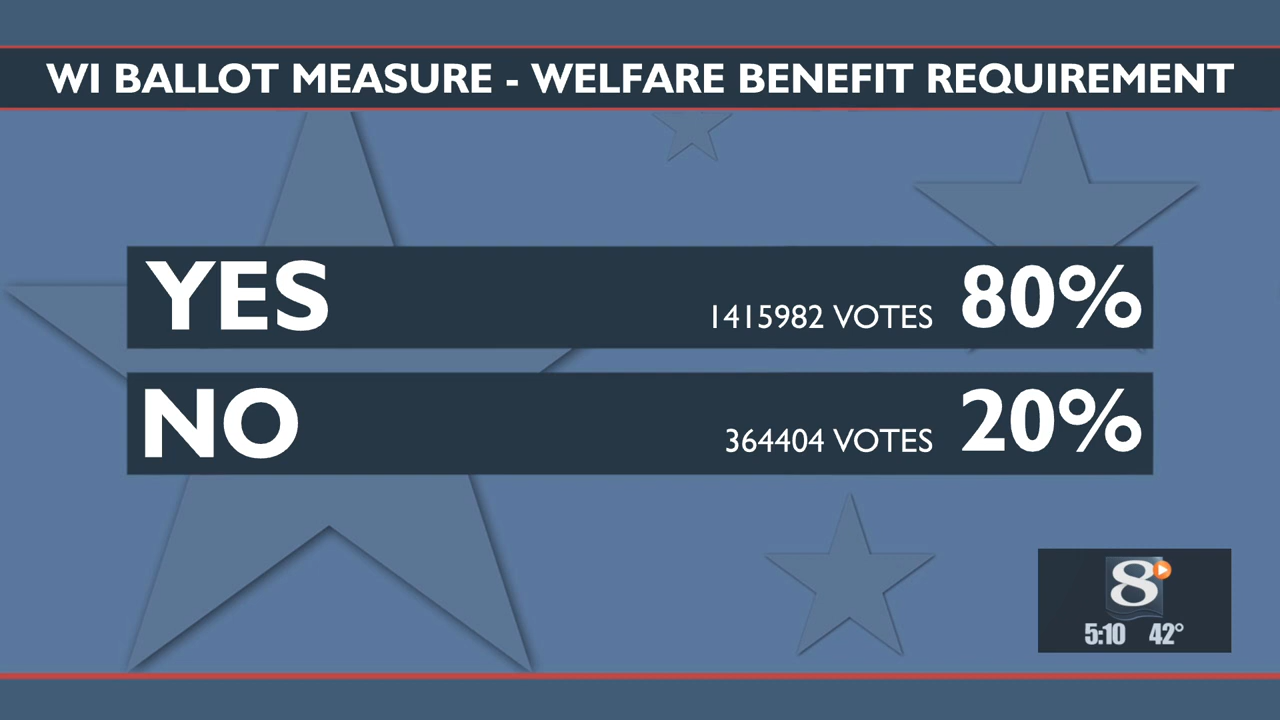 WI BALLOT MEASURE - WELFARE BENEFIT REQUIREMENT
YES 1415982 VOTES 80%
NO 364404 VOTES 20%
8
5:10 42°